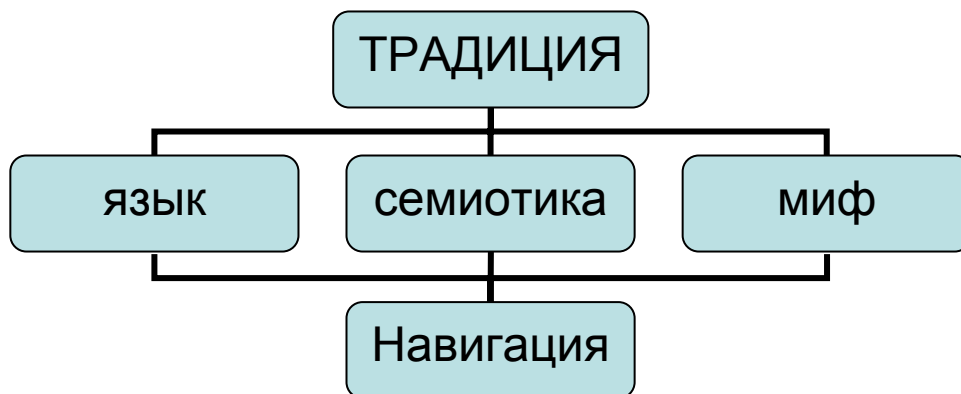 ТРАДИЦИЯ
язык
семиотика
миф
Навигация